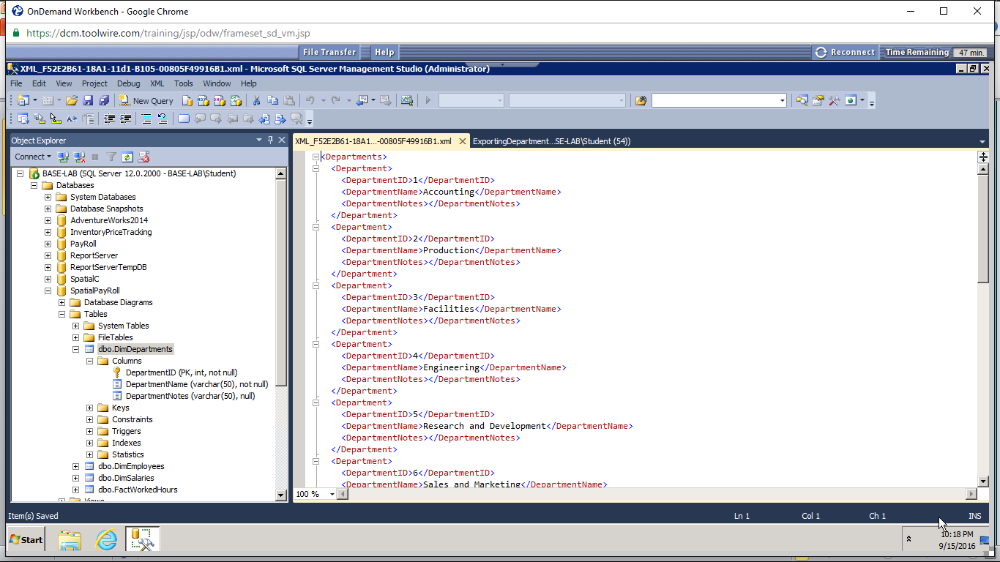 OnDemand Workbench - Google Chrome
https://dcm.toolwire.com/training/jsp/odw/frameset_sd_vm.jsp
File Transfer Help Reconnect Time Remaining 47 min.
XML_F52E2B61-18A1-11d1-B105-00805F49916B1.xml - Microsoft SQL Server Management Studio (Administrator)
File Edit View Project Debug XML Tools Window Help
New Query
Object Explorer
Connect
BASE-LAB (SQL Server 12.0.2000 - BASE-LAB\Student)
Databases
System Databases
Database Snapshots
AdventureWorks2014
InventoryPriceTracking
PayRoll
ReportServer
ReportServerTempDB
SpatialC
SpatialPayRoll
Database Diagrams
Tables
System Tables
FileTables
dbo.DimDepartments
Columns
DepartmentID (PK, int, not null)
DepartmentName (varchar(50), not null)
DepartmentNotes (varchar(50), null)
Keys
Constraints
Triggers
Indexes
Statistics
dbo.DimEmployees
dbo.DimSalaries
dbo.FactWorkedHours
Views
XML_F52E2B61-18A1...-00805F49916B1.xml ExportingDepartment...SE-LAB\Student (54))
<Departments>
<Department>
<DepartmentID>1</DepartmentID>
<DepartmentName>Accounting</DepartmentName>
<DepartmentNotes></DepartmentNotes>
</Department>
<Department>
<DepartmentID>2</DepartmentID>
<DepartmentName>Production</DepartmentName>
<DepartmentNotes></DepartmentNotes>
</Department>
<Department>
<DepartmentID>3</DepartmentID>
<DepartmentName>Facilities</DepartmentName>
<DepartmentNotes></DepartmentNotes>
</Department>
<Department>
<DepartmentID>4</DepartmentID>
<DepartmentName>Engineering</DepartmentName>
<DepartmentNotes></DepartmentNotes>
</Department>
<Department>
<DepartmentID>5</DepartmentID>
<DepartmentName>Research and Development</DepartmentName>
<DepartmentNotes></DepartmentNotes>
</Department>
<Department>
<DepartmentID>6</DepartmentID>
<DepartmentName>Sales and Marketing</DepartmentName>
100 %
Item(s) Saved Ln 1 Col 1 Ch 1 INS
Start
10:18 PM
9/15/2016